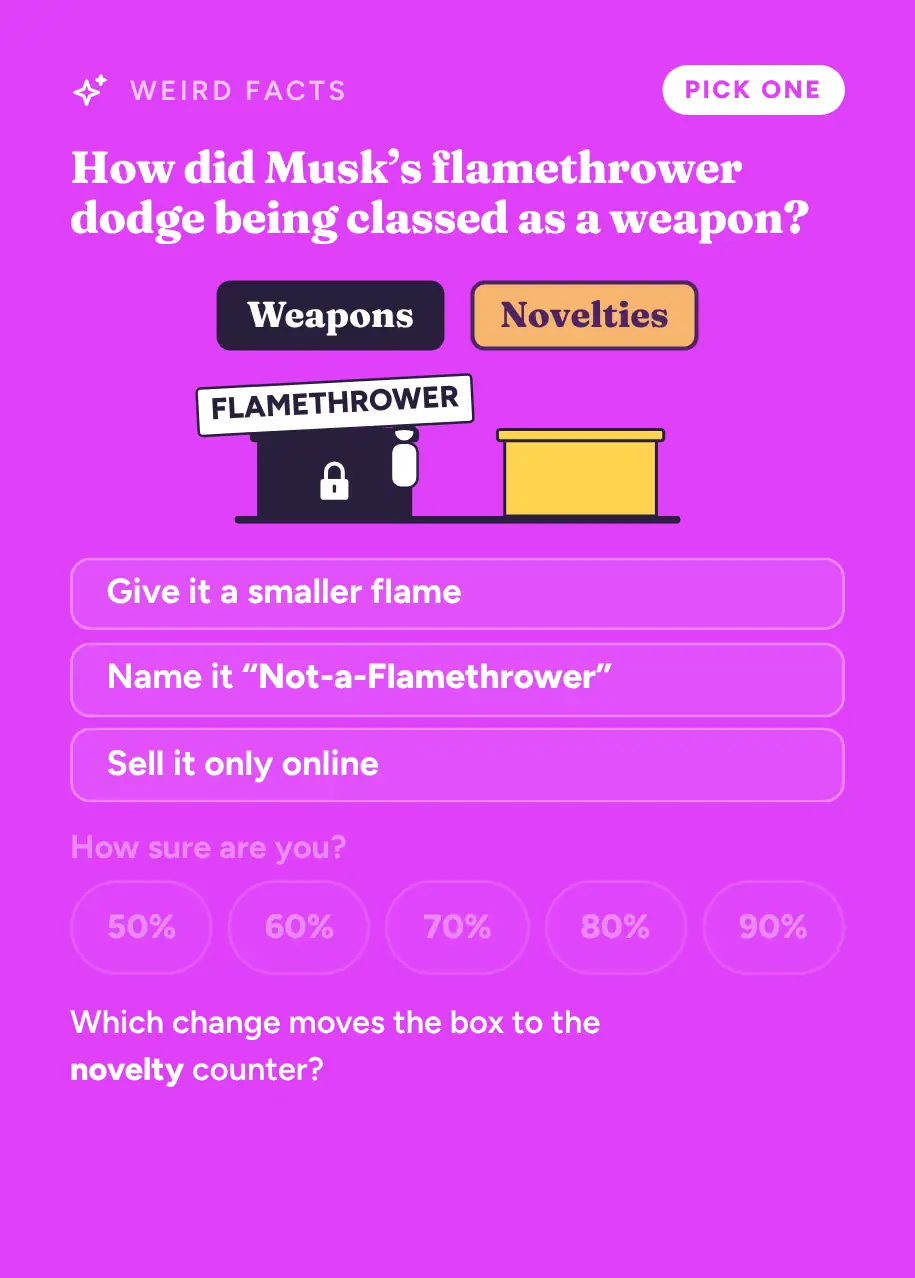 WEIRD FACTS
PICK ONE
How did Musk’s flamethrower
dodge being classed as a weapon?
Weapons
Novelties
FLAMETHROWER
Give it a smaller flame
Name it “Not-a-Flamethrower”
Sell it only online
How sure are you?
50%
60%
70%
80%
90%
Which change moves the box to the
novelty counter?